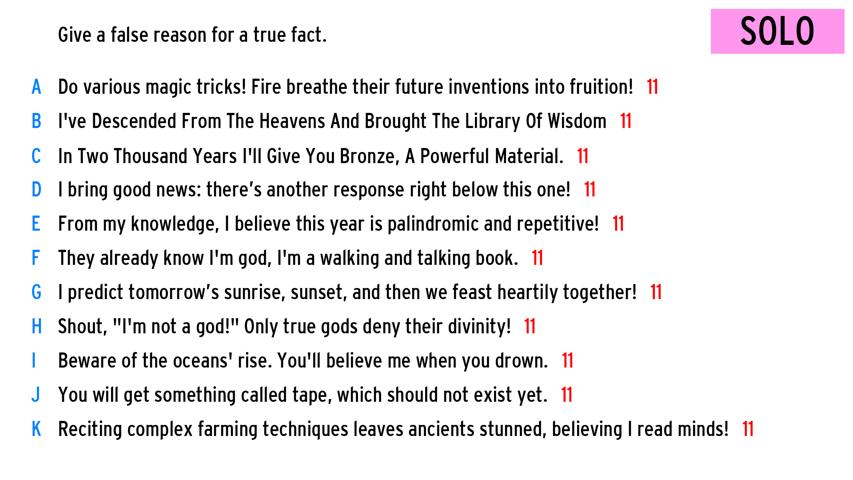 Give a false reason for a true fact.
SOLO
A Do various magic tricks! Fire breathe their future inventions into fruition! 11
B I've Descended From The Heavens And Brought The Library Of Wisdom 11
C In Two Thousand Years I'll Give You Bronze, A Powerful Material. 11
D I bring good news: there’s another response right below this one! 11
E From my knowledge, I believe this year is palindromic and repetitive! 11
F They already know I'm god, I'm a walking and talking book. 11
G I predict tomorrow’s sunrise, sunset, and then we feast heartily together! 11
H Shout, "I'm not a god!" Only true gods deny their divinity! 11
I Beware of the oceans' rise. You'll believe me when you drown. 11
J You will get something called tape, which should not exist yet. 11
K Reciting complex farming techniques leaves ancients stunned, believing I read minds! 11